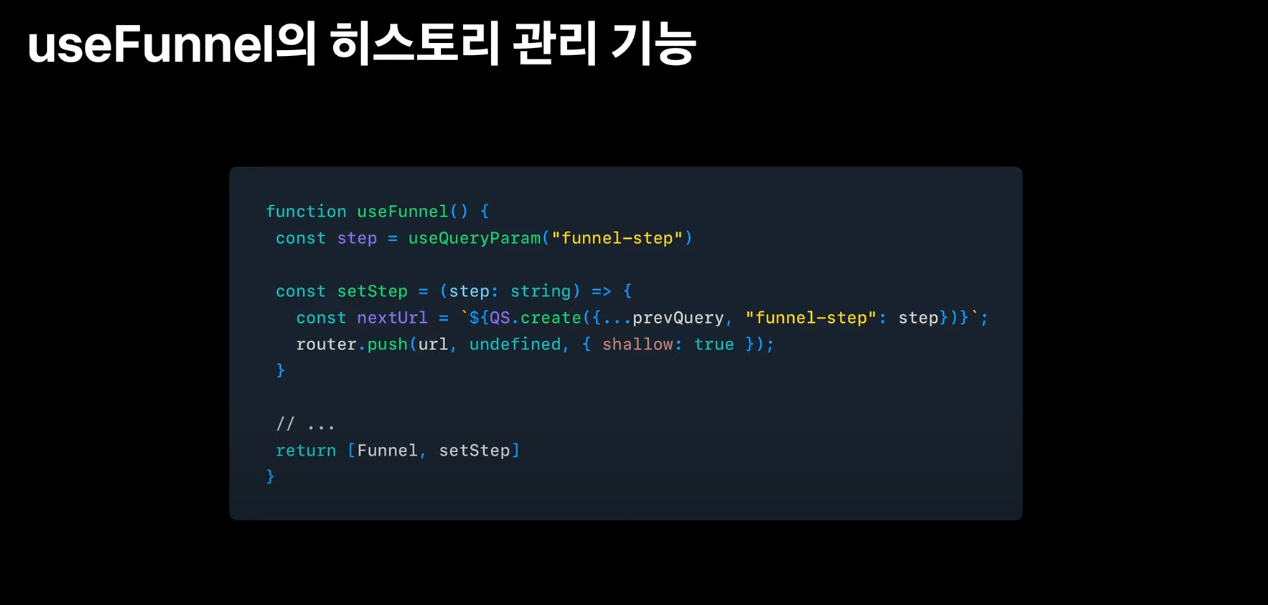 useFunnel의 히스토리 관리 기능
function useFunnel() {
const step = useQueryParam("funnel-step")
const setStep = (step: string) => {
const nextUrl = `${QS.create({...prevQuery, "funnel-step": step})}`;
router.push(url, undefined, { shallow: true });
}
// ...
return [Funnel, setStep]
}